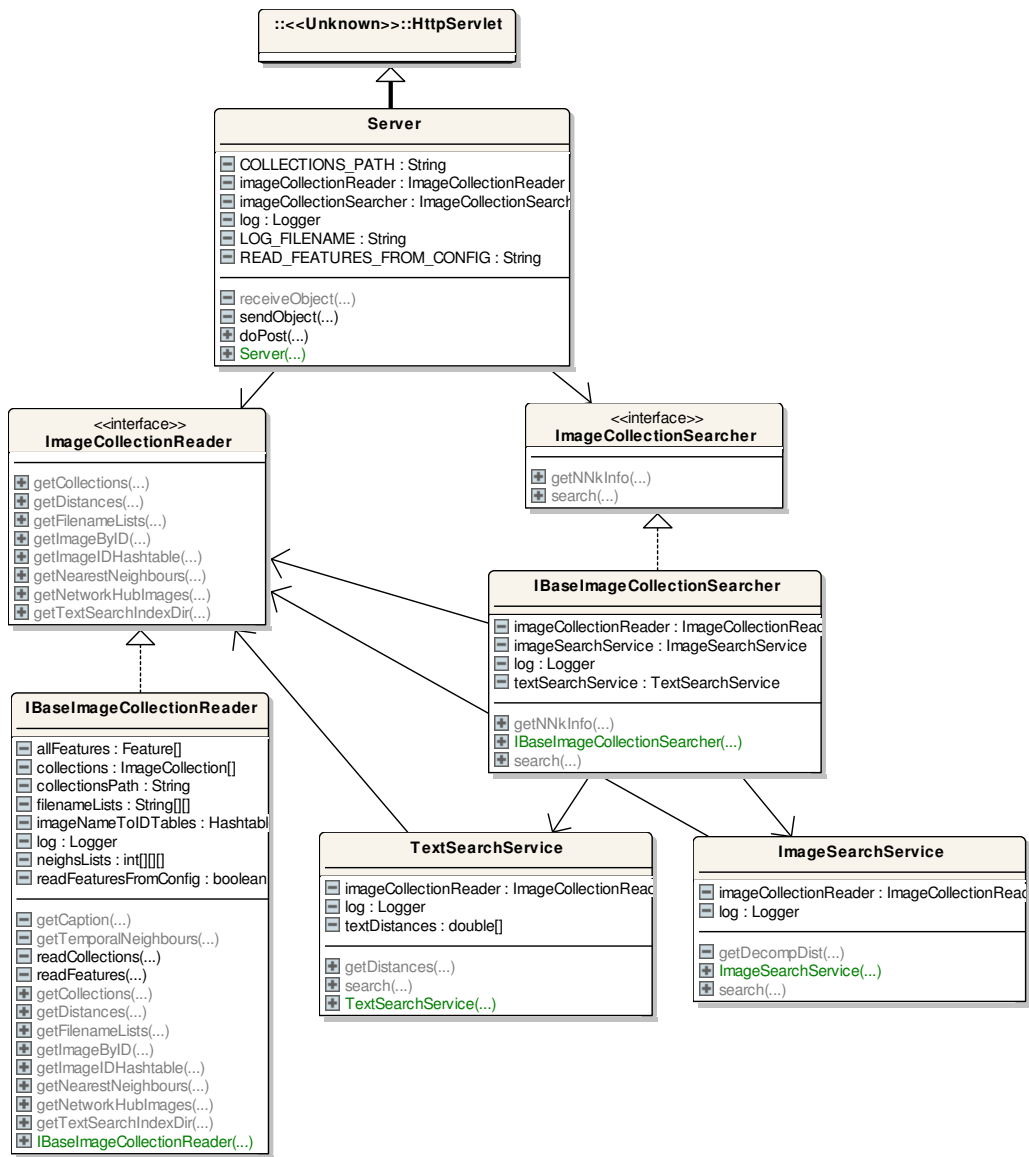 ::<<Unknown>>::HttpServlet
Server
COLLECTIONS_PATH : String
imageCollectionReader : ImageCollectionReader
imageCollectionSearcher : ImageCollectionSearch
log : Logger
LOG_FILENAME : String
READ_FEATURES_FROM_CONFIG : String
receiveObject(...)
sendObject(...)
doPost(...)
Server(...)
<<interface>>
ImageCollectionReader
getCollections(...)
getDistances(...)
getFilenameLists(...)
getImageByID(...)
getImageIDHashtable(...)
getNearestNeighbours(...)
getNetworkHubImages(...)
getTextSearchIndexDir(...)
<<interface>>
ImageCollectionSearcher
getNNkInfo(...)
search(...)
IBaseImageCollectionSearcher
imageCollectionReader : ImageCollectionReac
imageSearchService : ImageSearchService
log : Logger
textSearchService : TextSearchService
getNNkInfo(...)
IBaseImageCollectionSearcher(...)
search(...)
IBaseImageCollectionReader
allFeatures : Feature[]
collections : ImageCollection[]
collectionsPath : String
filenameLists : String[][]
imageNameToIDTables : Hashtabl
log : Logger
neighsLists : int[][][]
readFeaturesFromConfig : boolean
getCaption(...)
getTemporalNeighbours(...)
readCollections(...)
readFeatures(...)
getCollections(...)
getDistances(...)
getFilenameLists(...)
getImageByID(...)
getImageIDHashtable(...)
getNearestNeighbours(...)
getNetworkHubImages(...)
getTextSearchIndexDir(...)
IBaseImageCollectionReader(...)
TextSearchService
imageCollectionReader : ImageCollectionReac
log : Logger
textDistances : double[]
getDistances(...)
search(...)
TextSearchService(...)
ImageSearchService
imageCollectionReader : ImageCollectionReac
log : Logger
getDecompDist(...)
ImageSearchService(...)
search(...)